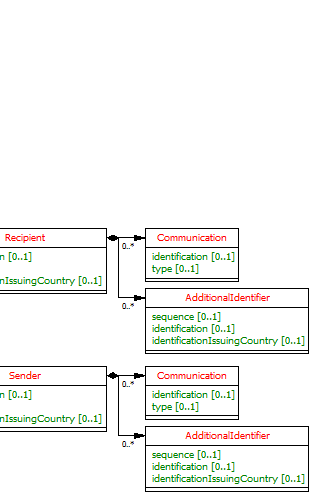 Recipient
n [0..1]
onIssuingCountry [0..1]
0..*
0..*
Communication
identification [0..1]
type [0..1]
AdditionalIdentifier
sequence [0..1]
identification [0..1]
identificationIssuingCountry [0..1]
Sender
n [0..1]
onIssuingCountry [0..1]
0..*
0..*
Communication
identification [0..1]
type [0..1]
AdditionalIdentifier
sequence [0..1]
identification [0..1]
identificationIssuingCountry [0..1]